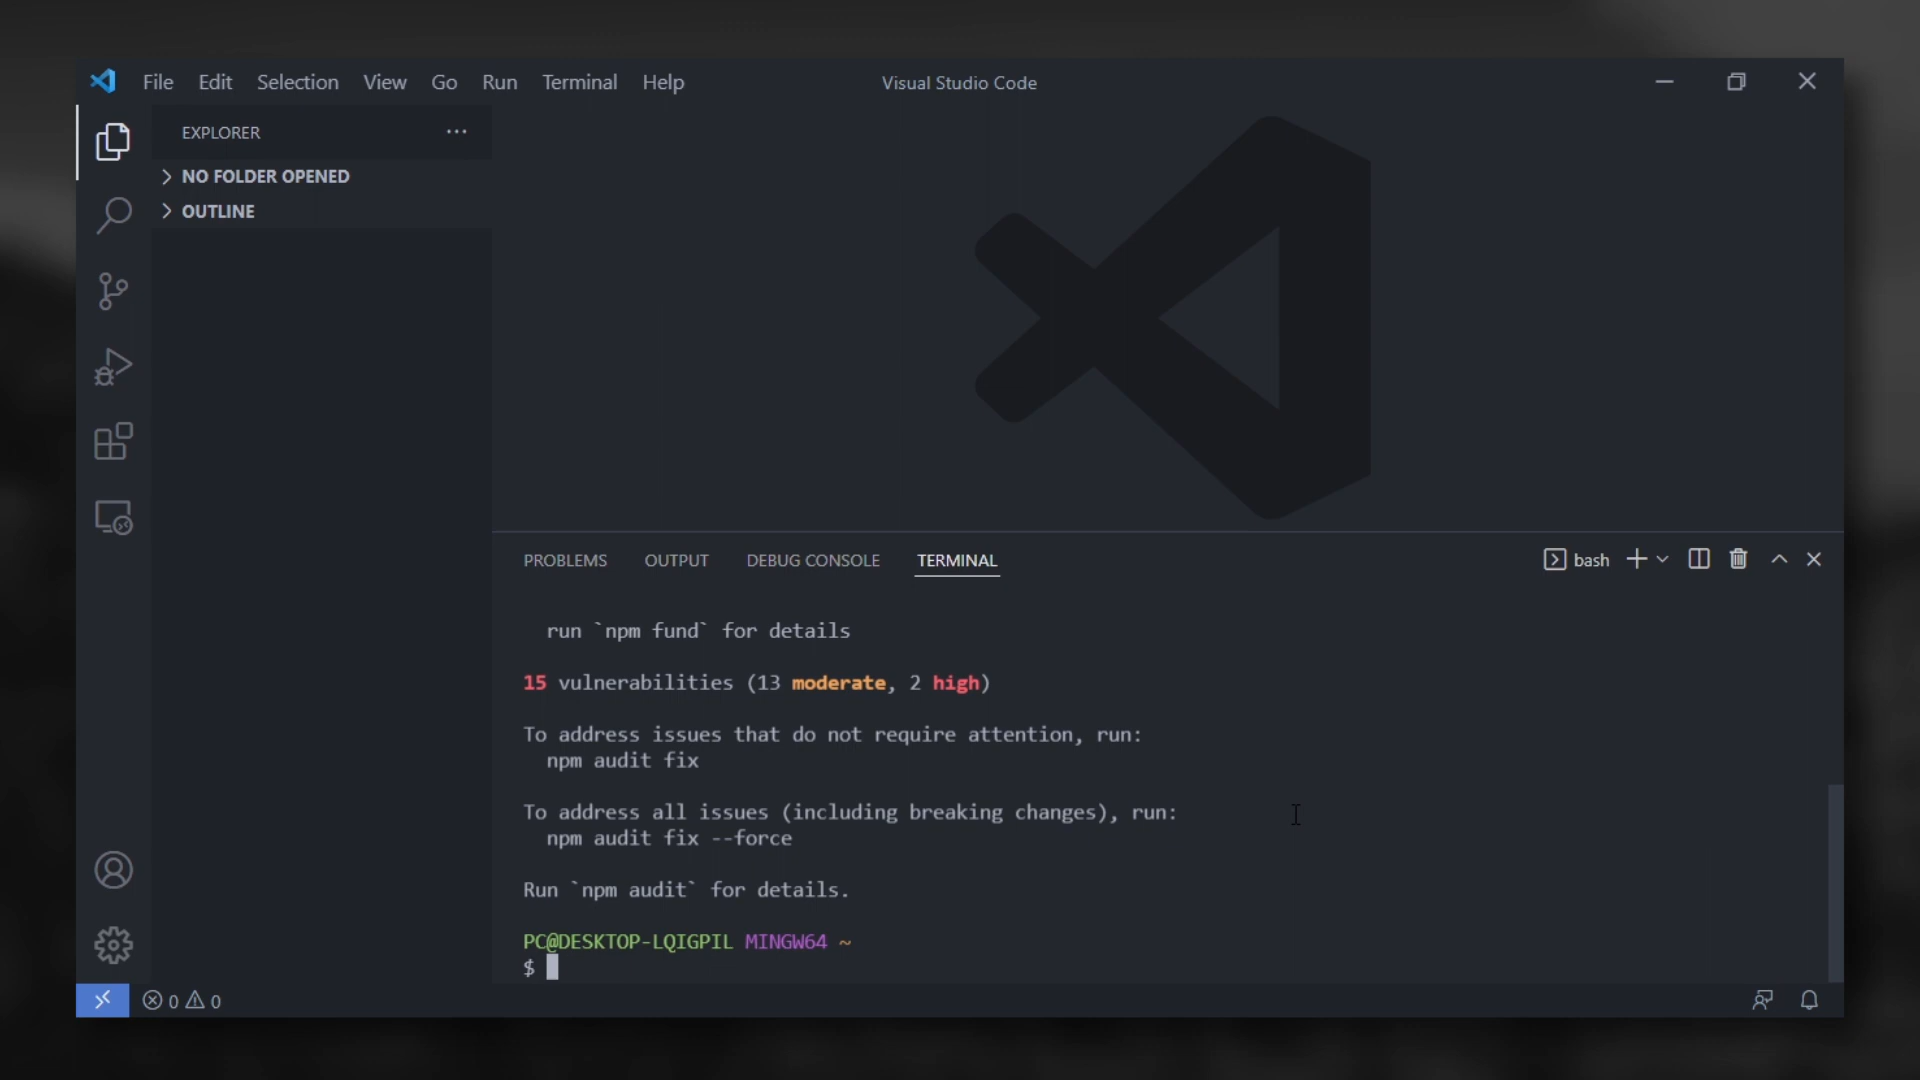 File Edit Selection View Go Run Terminal Help
Visual Studio Code
EXPLORER
NO FOLDER OPENED
OUTLINE
PROBLEMS OUTPUT DEBUG CONSOLE TERMINAL
bash
run `npm fund` for details
15 vulnerabilities (13 moderate, 2 high)
To address issues that do not require attention, run:
npm audit fix
To address all issues (including breaking changes), run:
npm audit fix --force
Run `npm audit` for details.
PC@DESKTOP-LQIGPIL MINGW64 ~
$
0 0